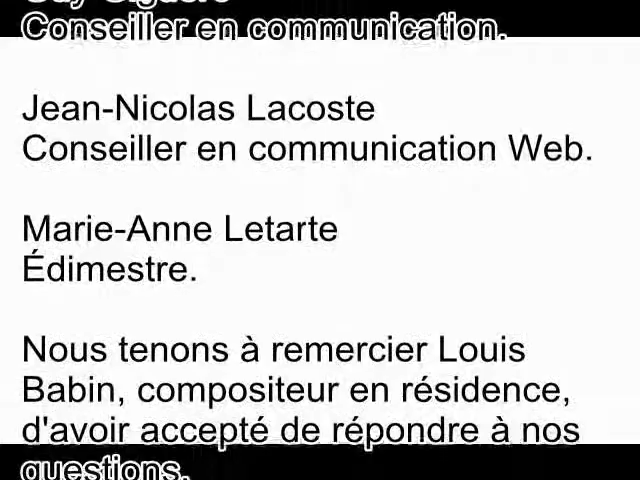 Conseiller en communication.
Jean-Nicolas Lacoste
Conseiller en communication Web.
Marie-Anne Letarte
Édimestre.
Nous tenons à remercier Louis
Babin, compositeur en résidence,
d'avoir accepté de répondre à nos
questions.